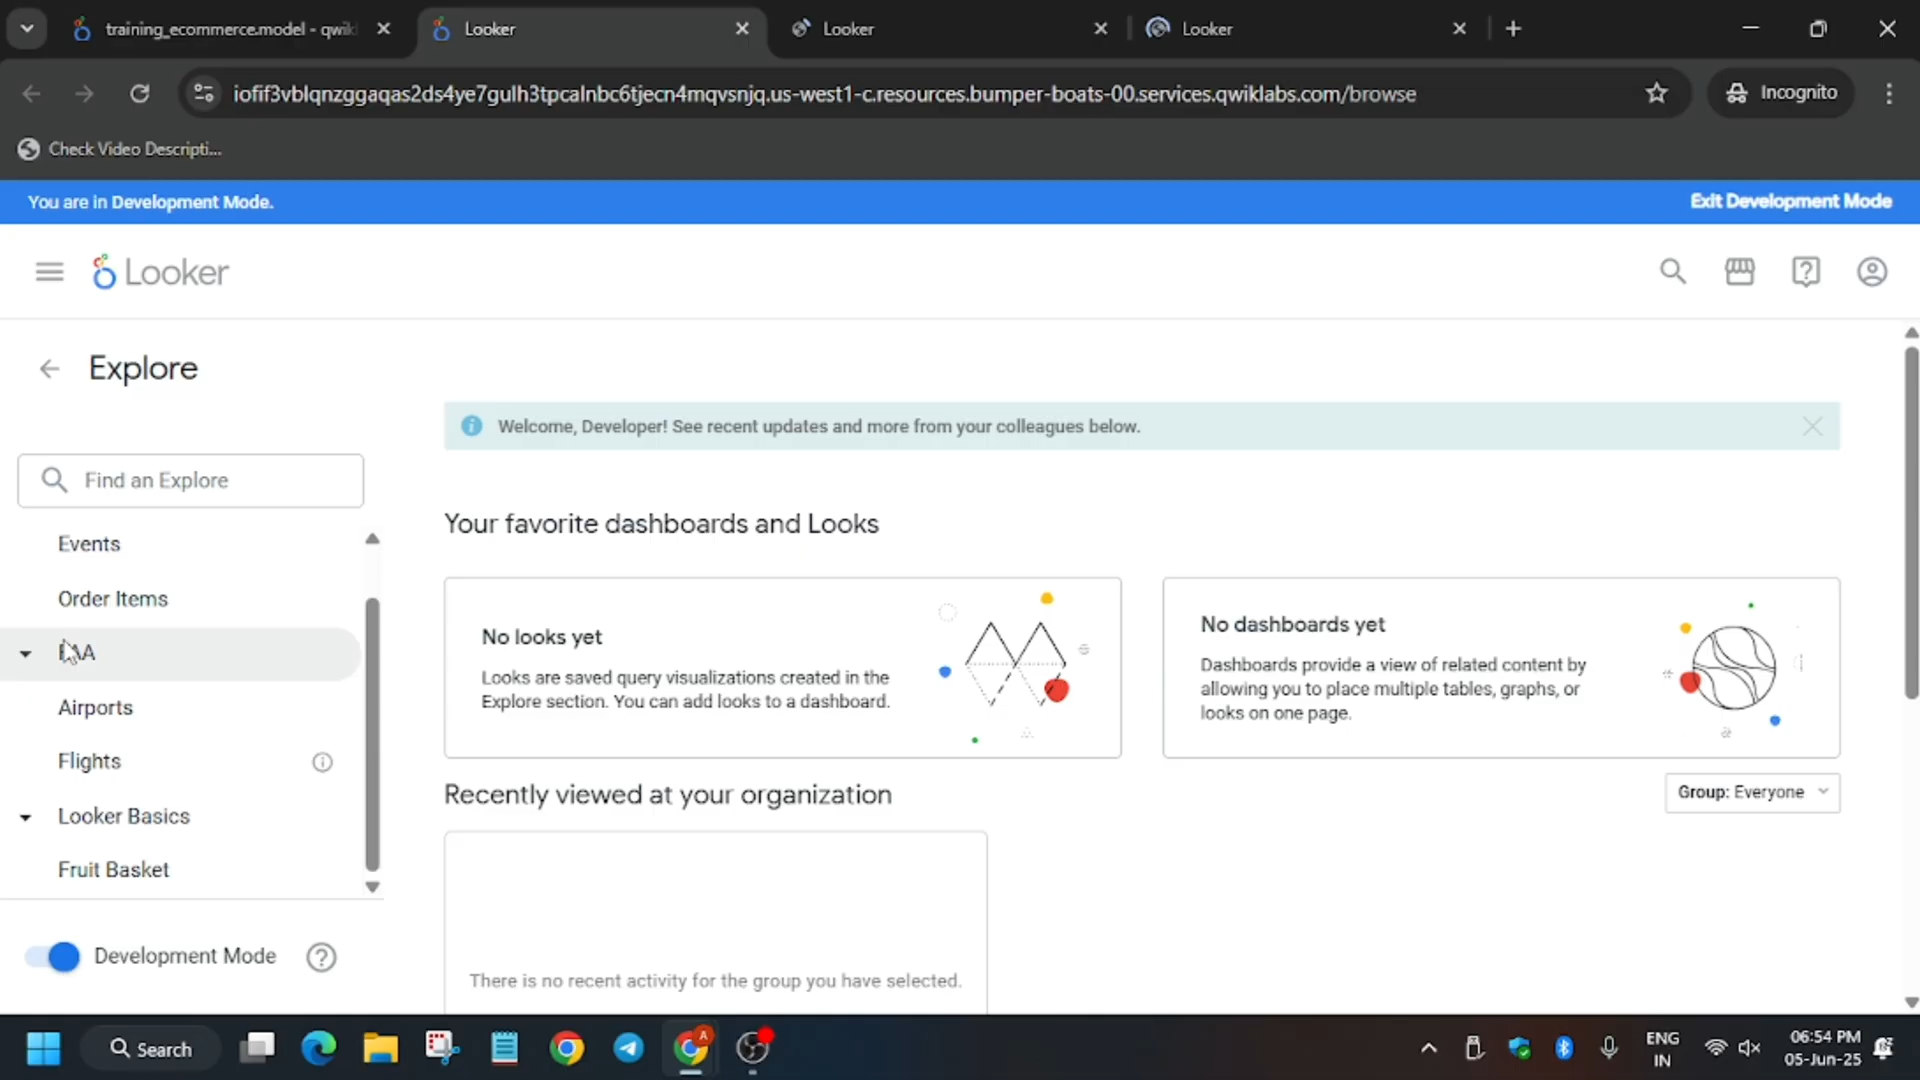 training_ecommerce.model - qwik
Looker
Looker
Looker
iofif3vblqnzggaqas2ds4ye7gulh3tpcalnbc6tjecn4mqvsnjq.us-west1-c.resources.bumper-boats-00.services.qwiklabs.com/browse
Incognito
Check Video Descripti...
You are in Development Mode.
Exit Development Mode
Looker
Explore
Welcome, Developer! See recent updates and more from your colleagues below.
Find an Explore
Your favorite dashboards and Looks
Events
Order Items
Airports
Flights
Looker Basics
Fruit Basket
No looks yet
Looks are saved query visualizations created in the
Explore section. You can add looks to a dashboard.
No dashboards yet
Dashboards provide a view of related content by
allowing you to place multiple tables, graphs, or
looks on one page.
Recently viewed at your organization
Group: Everyone
There is no recent activity for the group you have selected.
Development Mode
Search
A
ENG
IN
06:54 PM
05-Jun-25